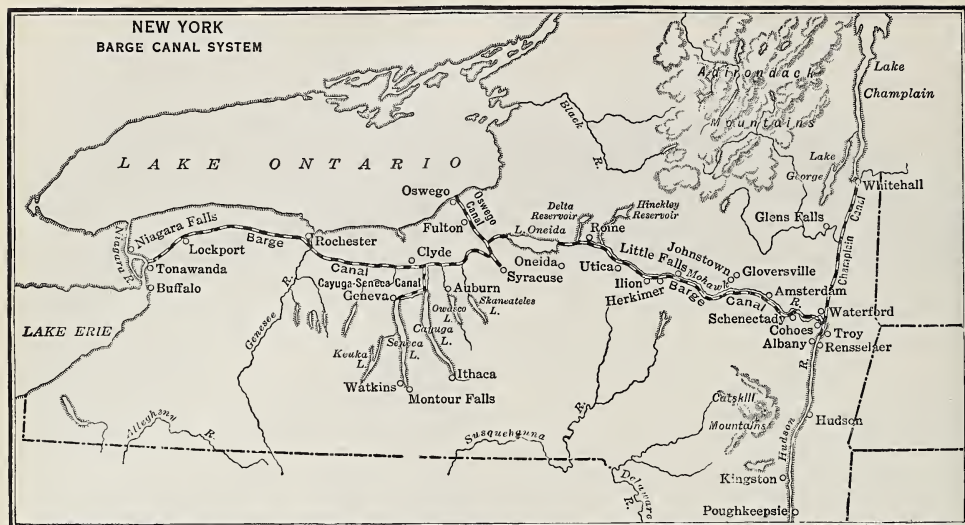 NEW YORK
BARGE CANAL SYSTEM
Adirondack
Mountains
Lake
Champlain
Black
R.
LAKE ONTARIO
Lake
George
Whitehall
Oswego
Oswego
Canal
Delta
Reservoir
Hinckley
Reservoir
Glens Falls
Champlain
Canal
Niagara Falls
Niagara R.
Lockport
Barge
Rochester
Fulton
L. Oneida
Rome
Tonawanda
Canal
Clyde
Oneida
Utica
Little Falls
Johnstown
Gloversville
Mohawk
R.
Buffalo
Cayuga-Seneca Canal
Syracuse
Geneva
Auburn
Skaneateles
L.
Owasco
L.
Ilion
Herkimer
Barge
Canal
Amsterdam
Waterford
Schenectady
Cohoes
Troy
Albany
Rensselaer
LAKE ERIE
Genesee
R.
Keuka
L.
Seneca
L.
Cayuga
L.
Watkins
Ithaca
Montour Falls
Catskill
Mountains
Hudson
R.
Hudson
Alleghany
R.
Susquehanna
R.
Delaware
R.
Kingston
Poughkeepsie